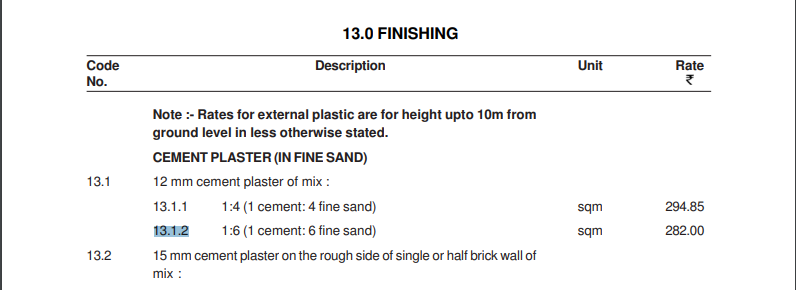 13.0 FINISHING
Code No. Description Unit Rate ₹
Note :- Rates for external plastic are for height upto 10m from
ground level in less otherwise stated.
CEMENT PLASTER (IN FINE SAND)
13.1 12 mm cement plaster of mix :
13.1.1 1:4 (1 cement: 4 fine sand) sqm 294.85
13.1.2 1:6 (1 cement: 6 fine sand) sqm 282.00
13.2 15 mm cement plaster on the rough side of single or half brick wall of
mix :